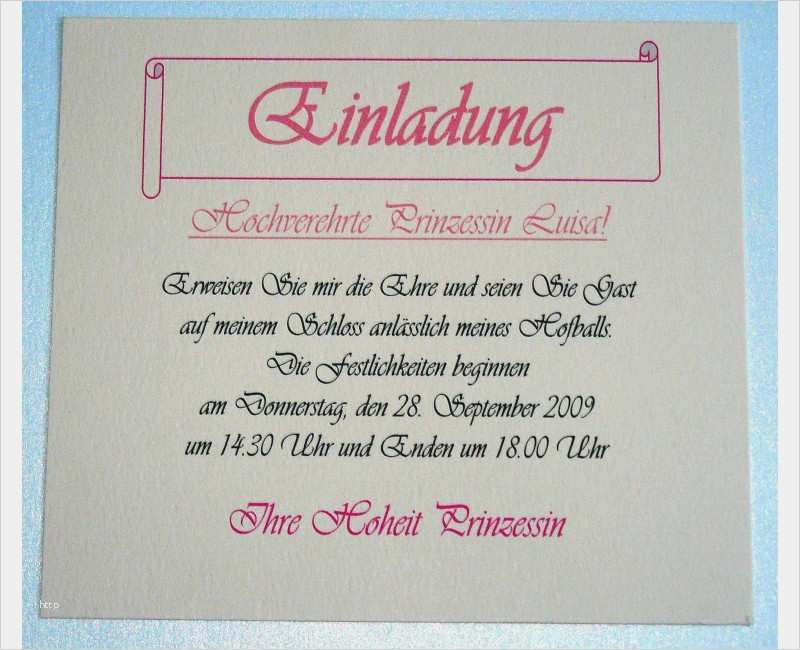 Einladung
Hochverehrte Prinzessin Luisa!
Erweisen Sie mir die Ehre und seien Sie Gast
auf meinem Schloss anlässlich meines Hofballs.
Die Festlichkeiten beginnen
am Donnerstag, den 28. September 2009
um 14.30 Uhr und Enden um 18.00 Uhr
Ihre Hoheit Prinzessin
http